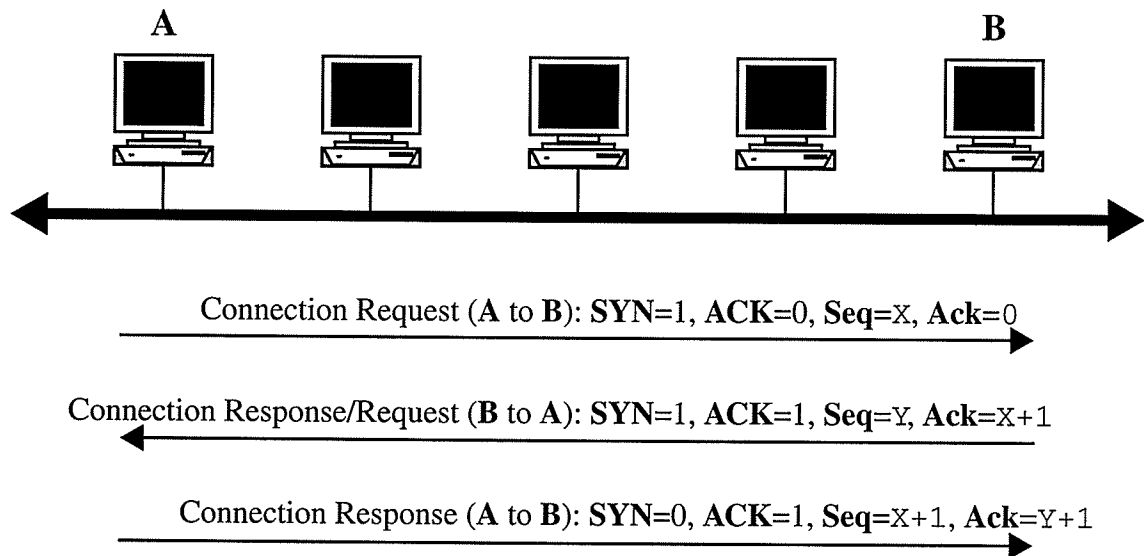 A
B
Connection Request (A to B): SYN=1, ACK=0, Seq=X, Ack=0
Connection Response/Request (B to A): SYN=1, ACK=1, Seq=Y, Ack=X+1
Connection Response (A to B): SYN=0, ACK=1, Seq=X+1, Ack=Y+1